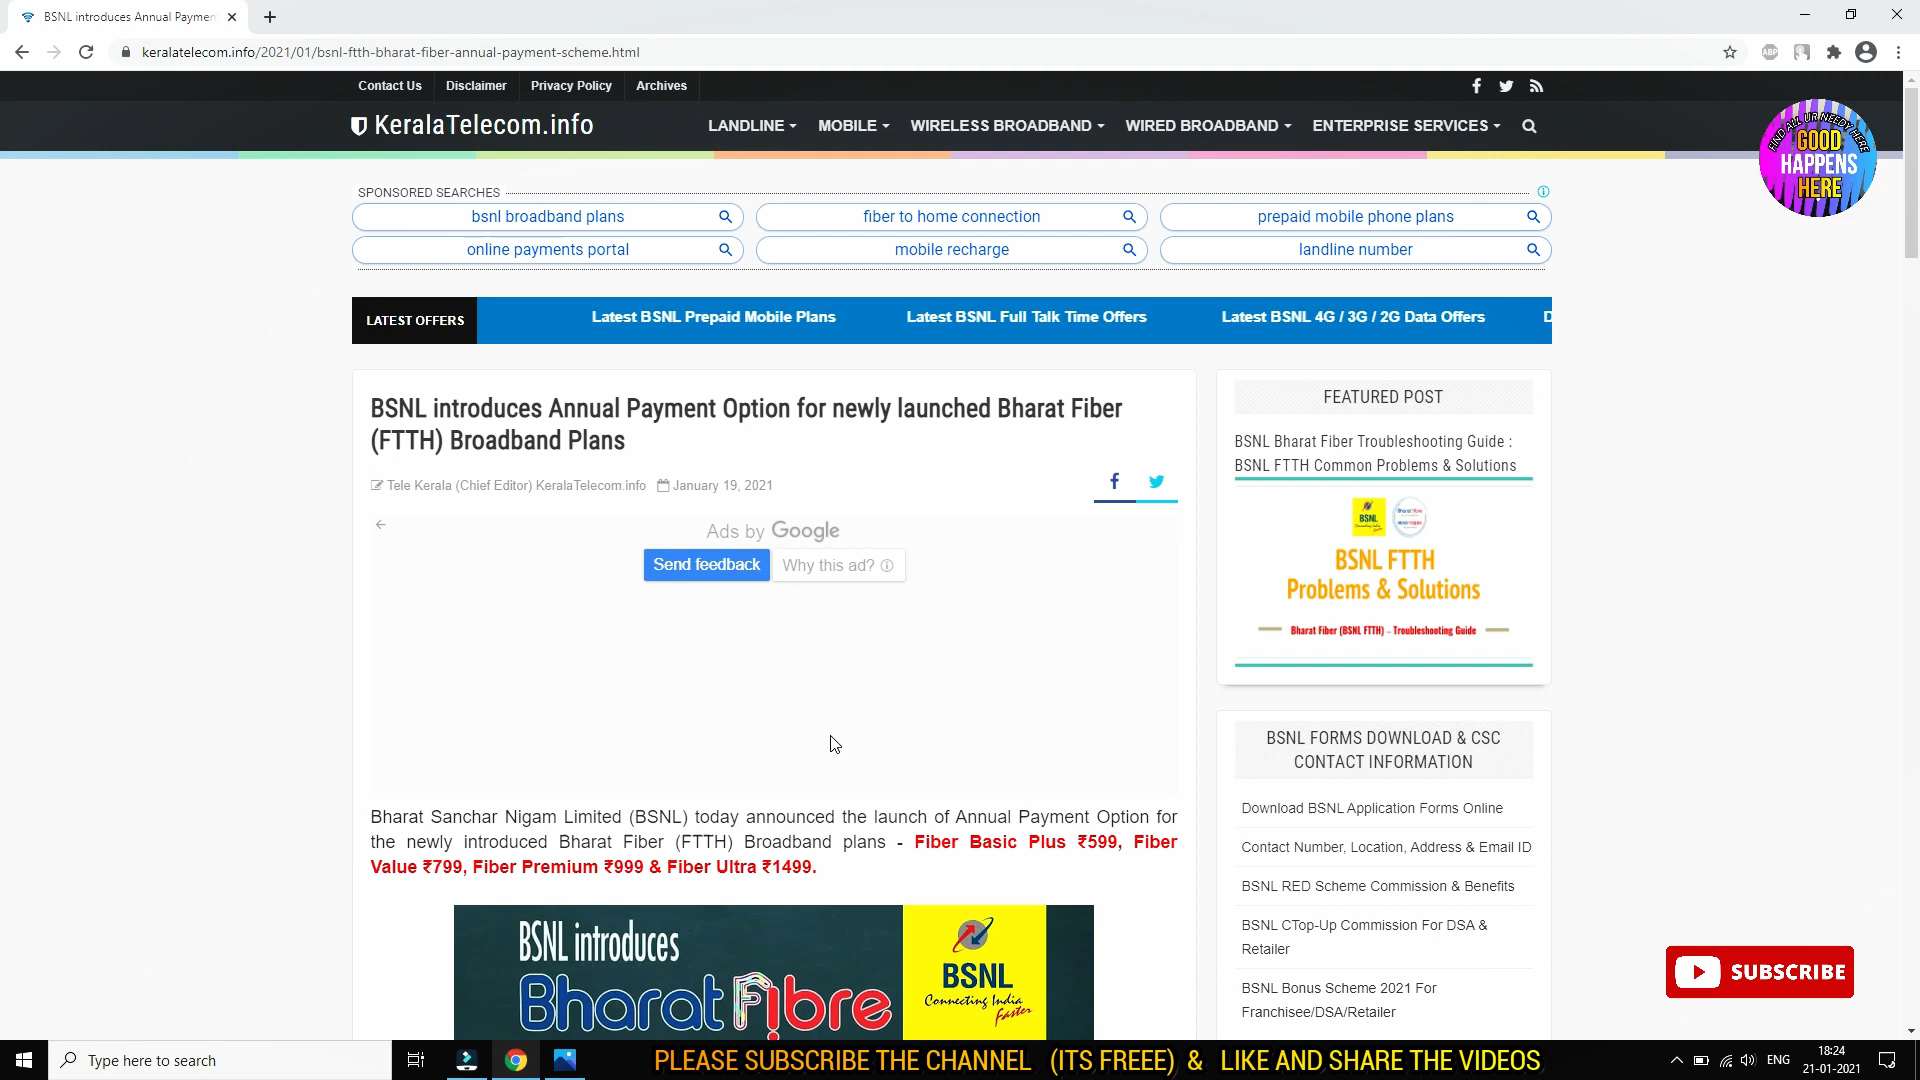 BSNL introduces Annual Paymen
keralatelecom.info/2021/01/bsnl-ftth-bharat-fiber-annual-payment-scheme.html
ABP
Contact Us Disclaimer Privacy Policy Archives
KeralaTelecom.info
LANDLINE MOBILE WIRELESS BROADBAND WIRED BROADBAND ENTERPRISE SERVICES
FIND ALL UR NEEDY HERE
GOOD
HAPPENS
HERE
SPONSORED SEARCHES
bsnl broadband plans fiber to home connection prepaid mobile phone plans
online payments portal mobile recharge landline number
LATEST OFFERS Latest BSNL Prepaid Mobile Plans Latest BSNL Full Talk Time Offers Latest BSNL 4G / 3G / 2G Data Offers D
BSNL introduces Annual Payment Option for newly launched Bharat Fiber
(FTTH) Broadband Plans
Tele Kerala (Chief Editor) KeralaTelecom.info January 19, 2021
Ads by Google
Send feedback Why this ad?
Bharat Sanchar Nigam Limited (BSNL) today announced the launch of Annual Payment Option for
the newly introduced Bharat Fiber (FTTH) Broadband plans - Fiber Basic Plus ₹599, Fiber
Value ₹799, Fiber Premium ₹999 & Fiber Ultra ₹1499.
BSNL introduces
Bharat Fibre
BSNL
Connecting India
Faster
FEATURED POST
BSNL Bharat Fiber Troubleshooting Guide :
BSNL FTTH Common Problems & Solutions
BSNL
BSNL FTTH
Problems & Solutions
Bharat Fiber (BSNL FTTH) - Troubleshooting Guide
BSNL FORMS DOWNLOAD & CSC
CONTACT INFORMATION
Download BSNL Application Forms Online
Contact Number, Location, Address & Email ID
BSNL RED Scheme Commission & Benefits
BSNL CTop-Up Commission For DSA &
Retailer
BSNL Bonus Scheme 2021 For
Franchisee/DSA/Retailer
SUBSCRIBE
Type here to search
PLEASE SUBSCRIBE THE CHANNEL (ITS FREEE) & LIKE AND SHARE THE VIDEOS
ENG
18:24
21-01-2021